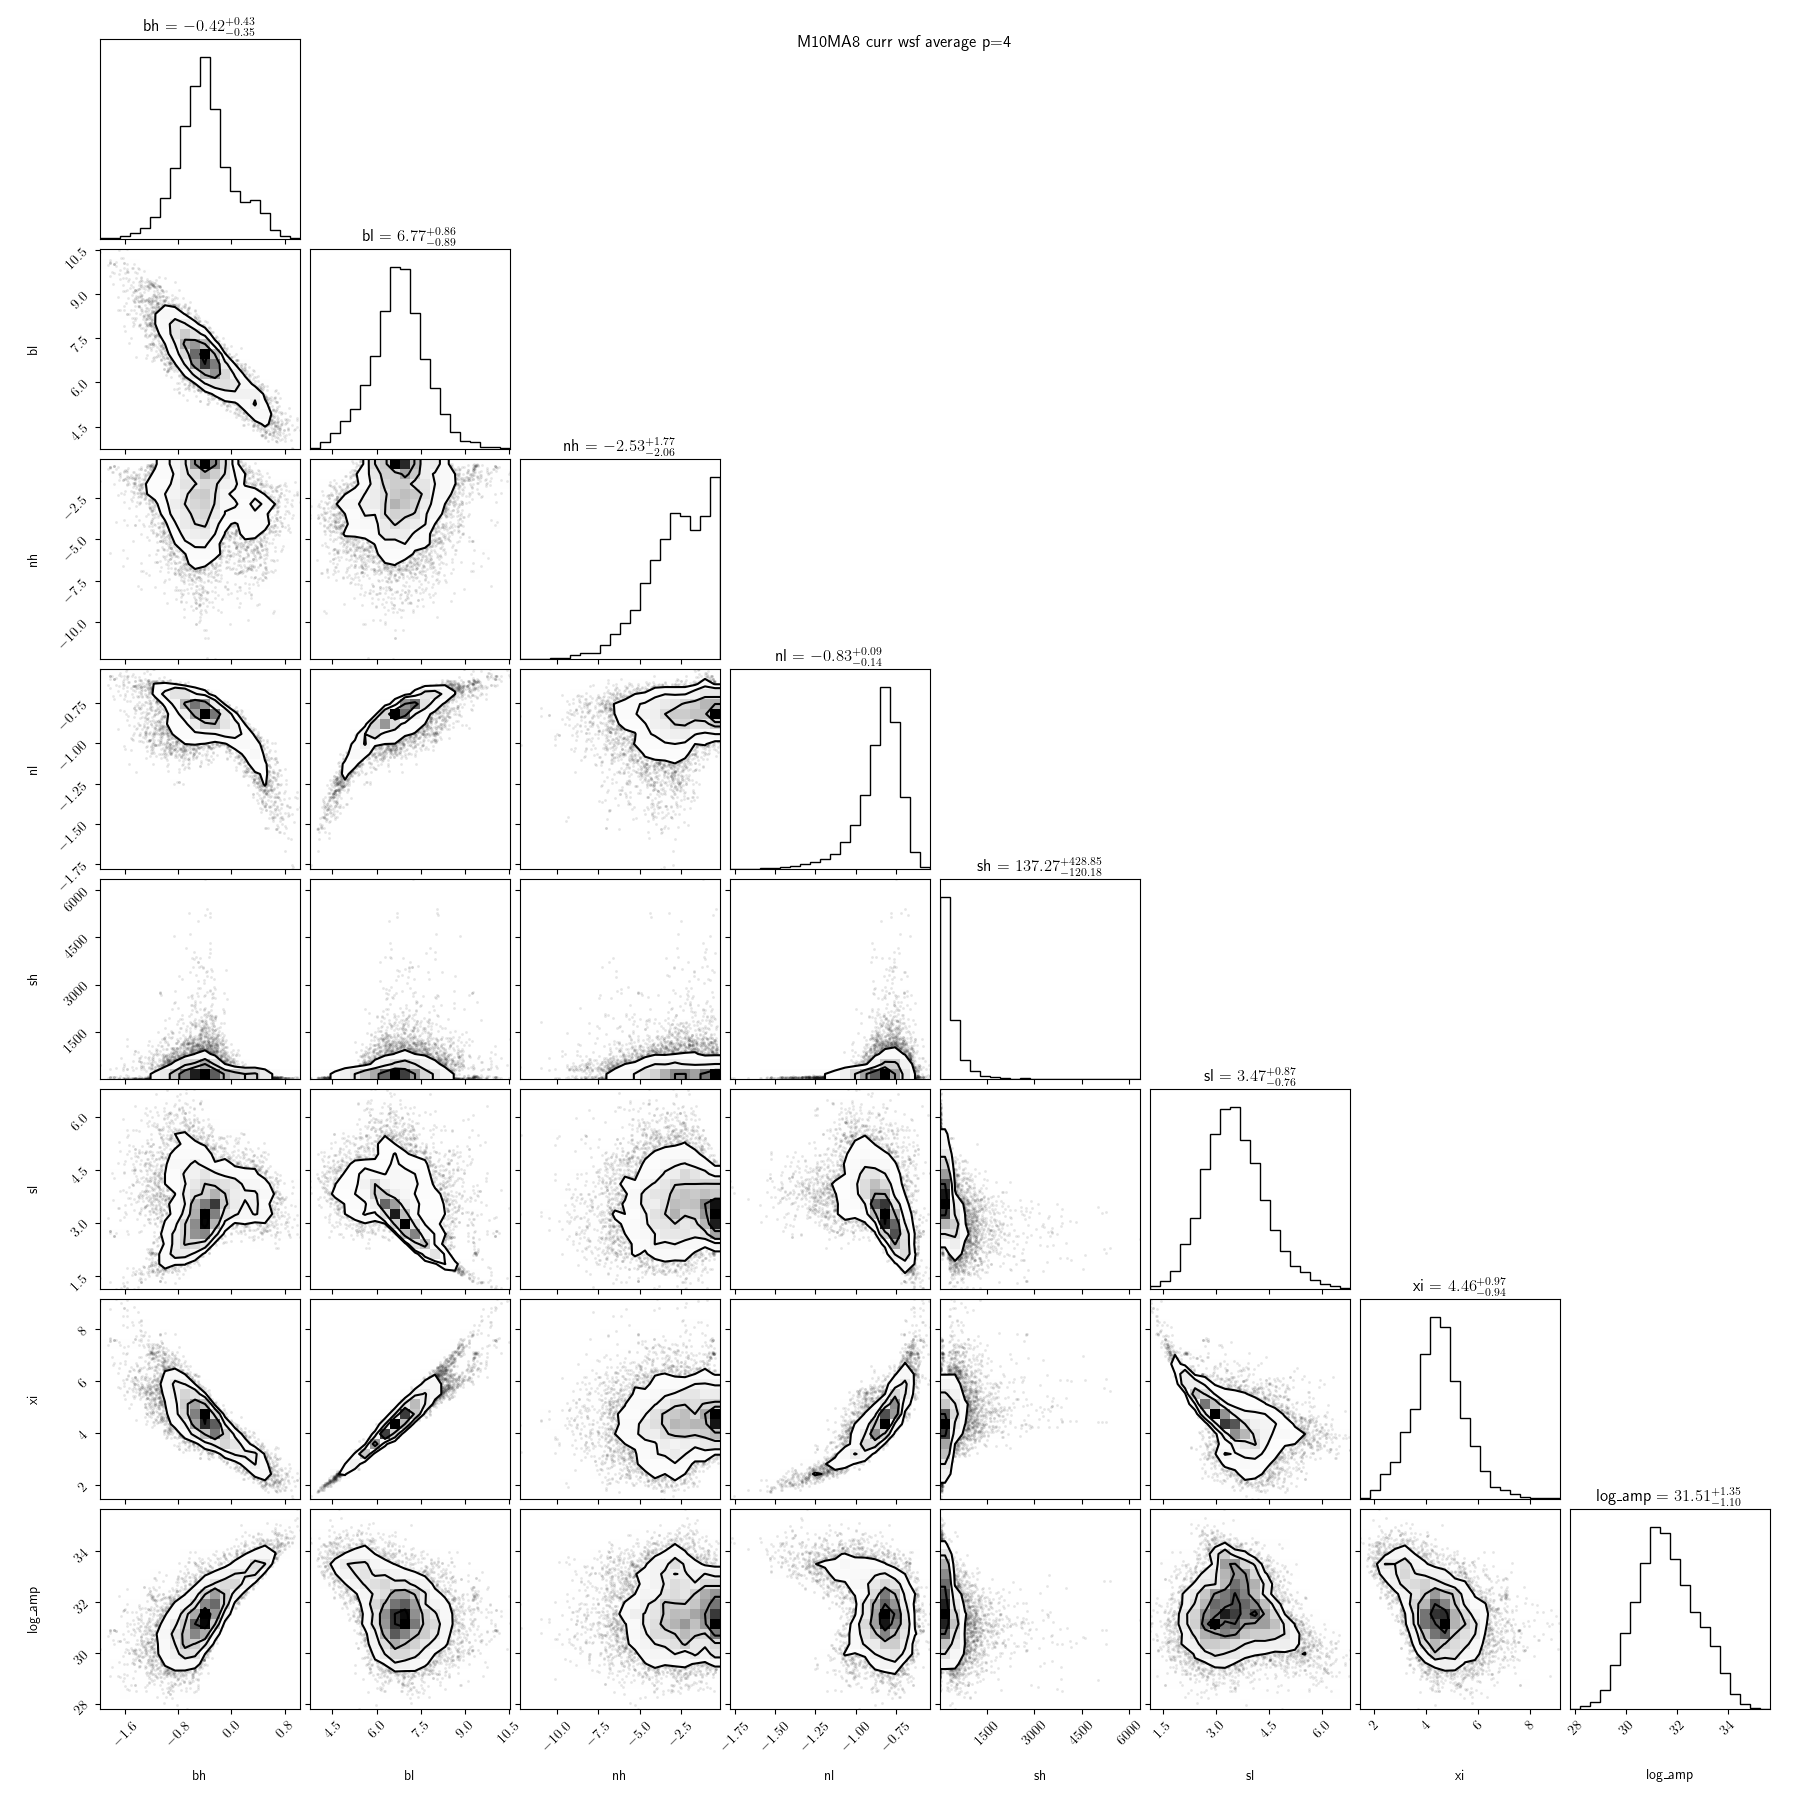 M10MA8 curr wsf average p=4
bh = −0.42+0.43−0.35
bl = 6.77+0.86−0.89
bl
10.5
9.0
7.5
6.0
4.5
nh = −2.53+1.77−2.06
nh
−2.5
−5.0
−7.5
−10.0
nl = −0.83+0.09−0.14
nl
−0.75
−1.00
−1.25
−1.50
−1.75
sh = 137.27+428.85−120.18
sh
6000
4500
3000
1500
sl = 3.47+0.87−0.76
sl
6.0
4.5
3.0
1.5
xi = 4.46+0.97−0.94
xi
8
6
4
2
log_amp = 31.51+1.35−1.10
log_amp
34
32
30
28
−1.6 −0.8 0.0 0.8
4.5 6.0 7.5 9.0 10.5
−10.0 −7.5 −5.0 −2.5
−1.75 −1.50 −1.25 −1.00 −0.75
1500 3000 4500 6000
1.5 3.0 4.5 6.0
2 4 6 8
28 30 32 34
bh bl nh nl sh sl xi log_amp